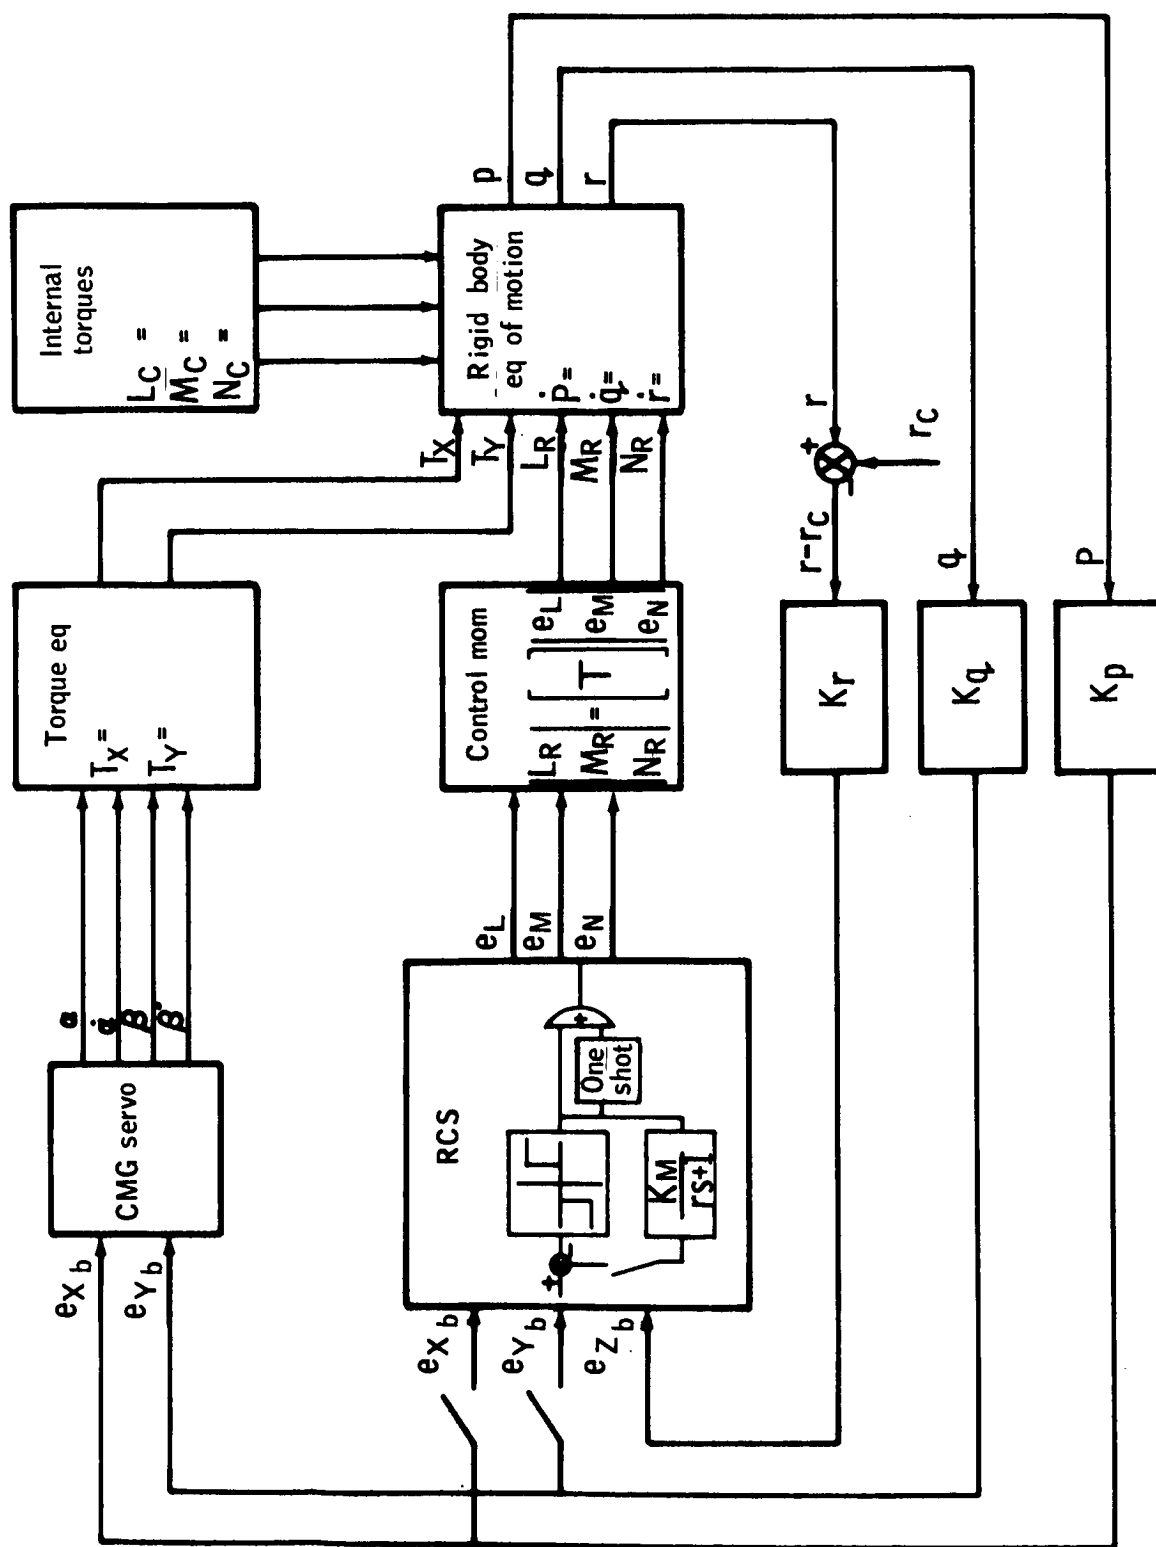 Internal
torques
L_C =
M_C =
N_C =
Torque eq
T_X =
T_Y =
CMG servo
α
α̇
β
β̇
e_Xb
e_Yb
T_X
T_Y
L_R
M_R
N_R
Rigid body
eq of motion
Ṗ=
q̇=
ṙ=
p
q
r
Control mom
L_R e_L
M_R = [T] e_M
N_R e_N
e_L
e_M
e_N
RCS
One
shot
K_M
τs+1
+
−
+
e_Xb
e_Yb
e_Zb
r
+
−
r_C
r−r_C
q
P
K_r
K_q
K_p